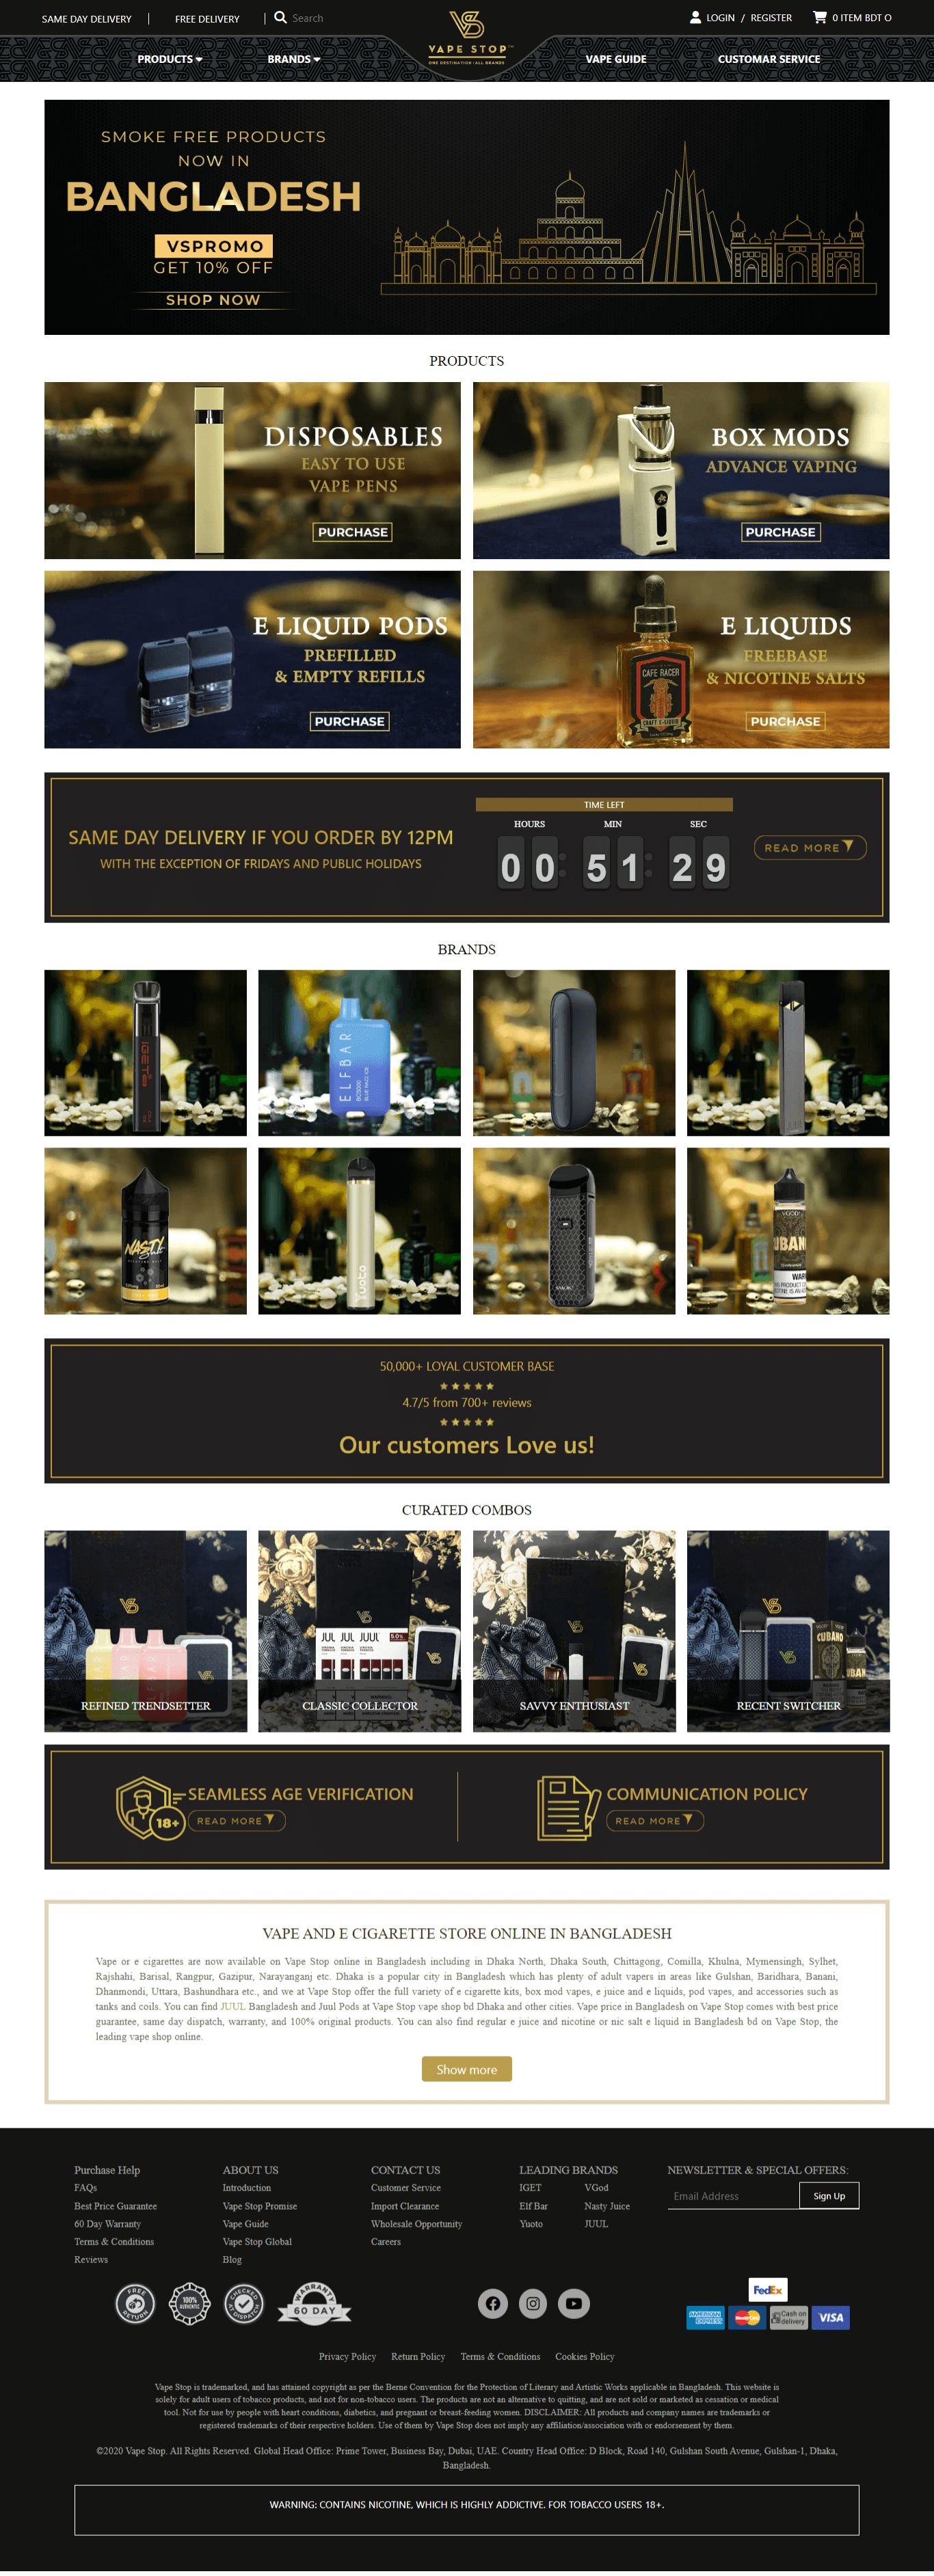 SAME DAY DELIVERY
FREE DELIVERY
Search
VAPE STOP
ONE DESTINATION - ALL BRANDS
LOGIN / REGISTER
0 ITEM BDT O
PRODUCTS
BRANDS
VAPE GUIDE
CUSTOMAR SERVICE
SMOKE FREE PRODUCTS
NOW IN
BANGLADESH
VSPROMO
GET 10% OFF
SHOP NOW
PRODUCTS
DISPOSABLES
EASY TO USE
VAPE PENS
PURCHASE
BOX MODS
ADVANCE VAPING
PURCHASE
E LIQUID PODS
PREFILLED
& EMPTY REFILLS
PURCHASE
CAFE RACER
CRAFT E-LIQUID
E LIQUIDS
FREEBASE
& NICOTINE SALTS
PURCHASE
SAME DAY DELIVERY IF YOU ORDER BY 12PM
WITH THE EXCEPTION OF FRIDAYS AND PUBLIC HOLIDAYS
TIME LEFT
HOURS MIN SEC
00:51:29
READ MORE
BRANDS
IGET
ELFBAR
BC5000
NASTY
Salt
VGOD
UBAN
WAR
50,000+ LOYAL CUSTOMER BASE
4.7/5 from 700+ reviews
Our customers Love us!
CURATED COMBOS
REFINED TRENDSETTER
JUL JUL JUUL 5.0%
CLASSIC COLLECTOR
SAVVY ENTHUSIAST
CUBANO
UBAN
RECENT SWITCHER
18+
SEAMLESS AGE VERIFICATION
READ MORE
COMMUNICATION POLICY
READ MORE
VAPE AND E CIGARETTE STORE ONLINE IN BANGLADESH
Vape or e cigarettes are now available on Vape Stop online in Bangladesh including in Dhaka North, Dhaka South, Chittagong, Comilla, Khulna, Mymensingh, Sylhet,
Rajshahi, Barisal, Rangpur, Gazipur, Narayanganj etc. Dhaka is a popular city in Bangladesh which has plenty of adult vapers in areas like Gulshan, Baridhara, Banani,
Dhanmondi, Uttara, Bashundhara etc., and we at Vape Stop offer the full variety of e cigarette kits, box mod vapes, e juice and e liquids, pod vapes, and accessories such as
tanks and coils. You can find JUUL Bangladesh and Juul Pods at Vape Stop vape shop bd Dhaka and other cities. Vape price in Bangladesh on Vape Stop comes with best price
guarantee, same day dispatch, warranty, and 100% original products. You can also find regular e juice and nicotine or nic salt e liquid in Bangladesh bd on Vape Stop, the
leading vape shop online.
Show more
Purchase Help
FAQs
Best Price Guarantee
60 Day Warranty
Terms & Conditions
Reviews
ABOUT US
Introduction
Vape Stop Promise
Vape Guide
Vape Stop Global
Blog
CONTACT US
Customer Service
Import Clearance
Wholesale Opportunity
Careers
LEADING BRANDS
IGET VGod
Elf Bar Nasty Juice
Yuoto JUUL
NEWSLETTER & SPECIAL OFFERS:
Email Address
Sign Up
FREE RETURN
100% AUTHENTIC
CHECKED AT DISPATCH
WARRANTY
60 DAY
FedEx
AMERICAN EXPRESS
MasterCard
Cash on delivery
VISA
Privacy Policy Return Policy Terms & Conditions Cookies Policy
Vape Stop is trademarked, and has attained copyright as per the Berne Convention for the Protection of Literary and Artistic Works applicable in Bangladesh. This website is
solely for adult users of tobacco products, and not for non-tobacco users. The products are not an alternative to quitting, and are not sold or marketed as cessation or medical
tool. Not for use by people with heart conditions, diabetics, and pregnant or breast-feeding women. DISCLAIMER: All products and company names are trademarks or
registered trademarks of their respective holders. Use of them by Vape Stop does not imply any affiliation/association with or endorsement by them.
©2020 Vape Stop. All Rights Reserved. Global Head Office: Prime Tower, Business Bay, Dubai, UAE. Country Head Office: D Block, Road 140, Gulshan South Avenue, Gulshan-1, Dhaka,
Bangladesh.
WARNING: CONTAINS NICOTINE, WHICH IS HIGHLY ADDICTIVE. FOR TOBACCO USERS 18+.